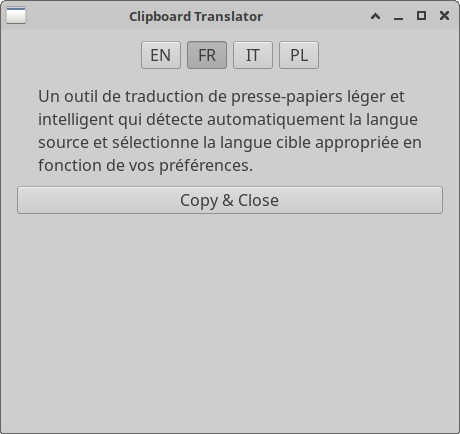 Clipboard Translator
EN FR IT PL
Un outil de traduction de presse-papiers léger et
intelligent qui détecte automatiquement la langue
source et sélectionne la langue cible appropriée en
fonction de vos préférences.
Copy & Close